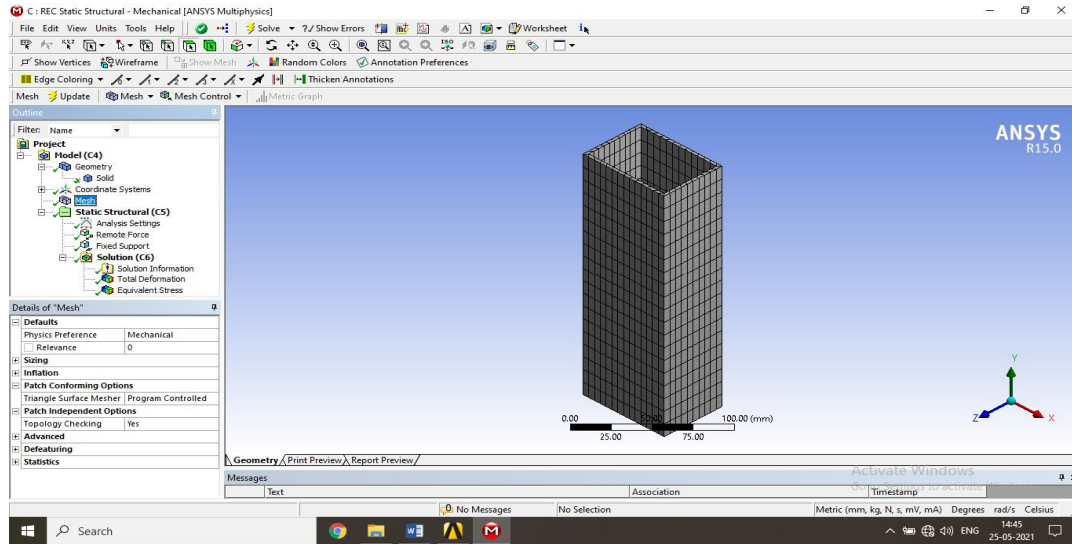 C : REC Static Structural - Mechanical [ANSYS Multiphysics]
File Edit View Units Tools Help Solve ?/ Show Errors Worksheet
Show Vertices Wireframe Show Mesh Random Colors Annotation Preferences
Edge Coloring Thicken Annotations
Mesh Update Mesh Mesh Control Metric Graph
Outline
Filter: Name
Project
Model (C4)
Geometry
Solid
Coordinate Systems
Mesh
Static Structural (C5)
Analysis Settings
Remote Force
Fixed Support
Solution (C6)
Solution Information
Total Deformation
Equivalent Stress
Details of "Mesh"
Defaults
Physics Preference Mechanical
Relevance 0
Sizing
Inflation
Patch Conforming Options
Triangle Surface Mesher Program Controlled
Patch Independent Options
Topology Checking Yes
Advanced
Defeaturing
Statistics
ANSYS
R15.0
0.00 50.00 100.00 (mm)
25.00 75.00
Y
Z X
Geometry Print Preview Report Preview
Activate Windows
Messages
Text Association Timestamp
No Messages No Selection Metric (mm, kg, N, s, mV, mA) Degrees rad/s Celsius
Search
ENG
14:45
25-05-2021